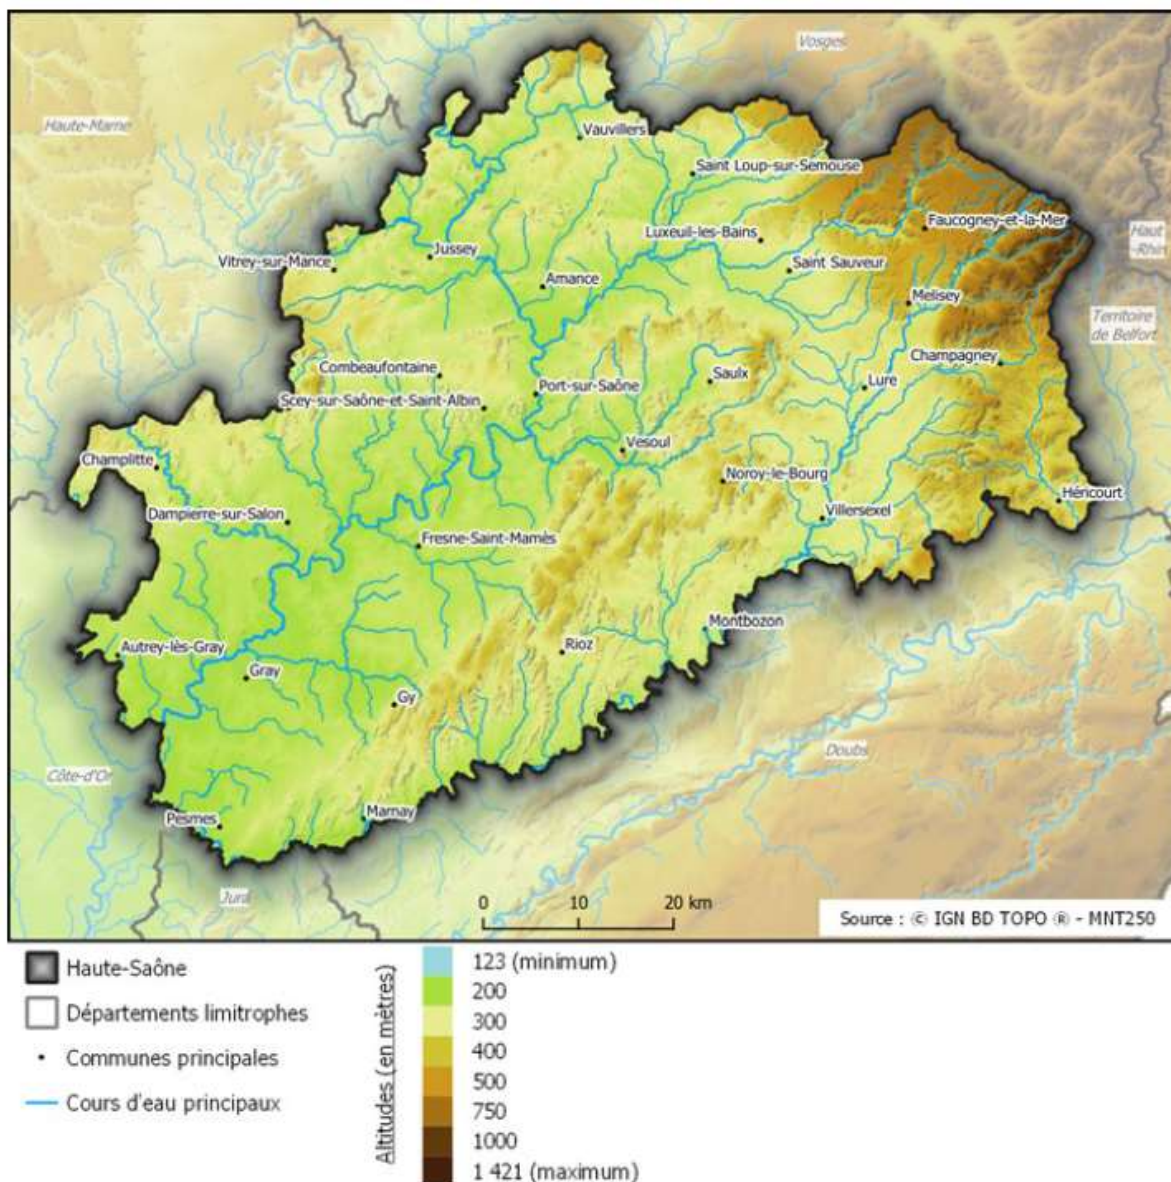 Vosges
Haute-Marne
Vauvillers
Saint Loup-sur-Semouse
Faucogney-et-la-Mer
Luxeuil-les-Bains
Haut
-Rhin
Jussey
Vitrey-sur-Mance
Saint Sauveur
Amance
Melisey
Territoire
de Belfort
Champagney
Combeaufontaine
Saulx
Lure
Port-sur-Saône
Scey-sur-Saône-et-Saint-Albin
Vesoul
Champlitte
Noroy-le-Bourg
Héricourt
Dampierre-sur-Salon
Villersexel
Fresne-Saint-Mamès
Montbozon
Autrey-lès-Gray
Rioz
Gray
Gy
Doubs
Côte-d'Or
Pesmes
Marnay
Jura
0 10 20 km
Source : © IGN BD TOPO ® - MNT250
Haute-Saône
Départements limitrophes
Communes principales
Cours d'eau principaux
Altitudes (en mètres)
123 (minimum)
200
300
400
500
750
1000
1 421 (maximum)